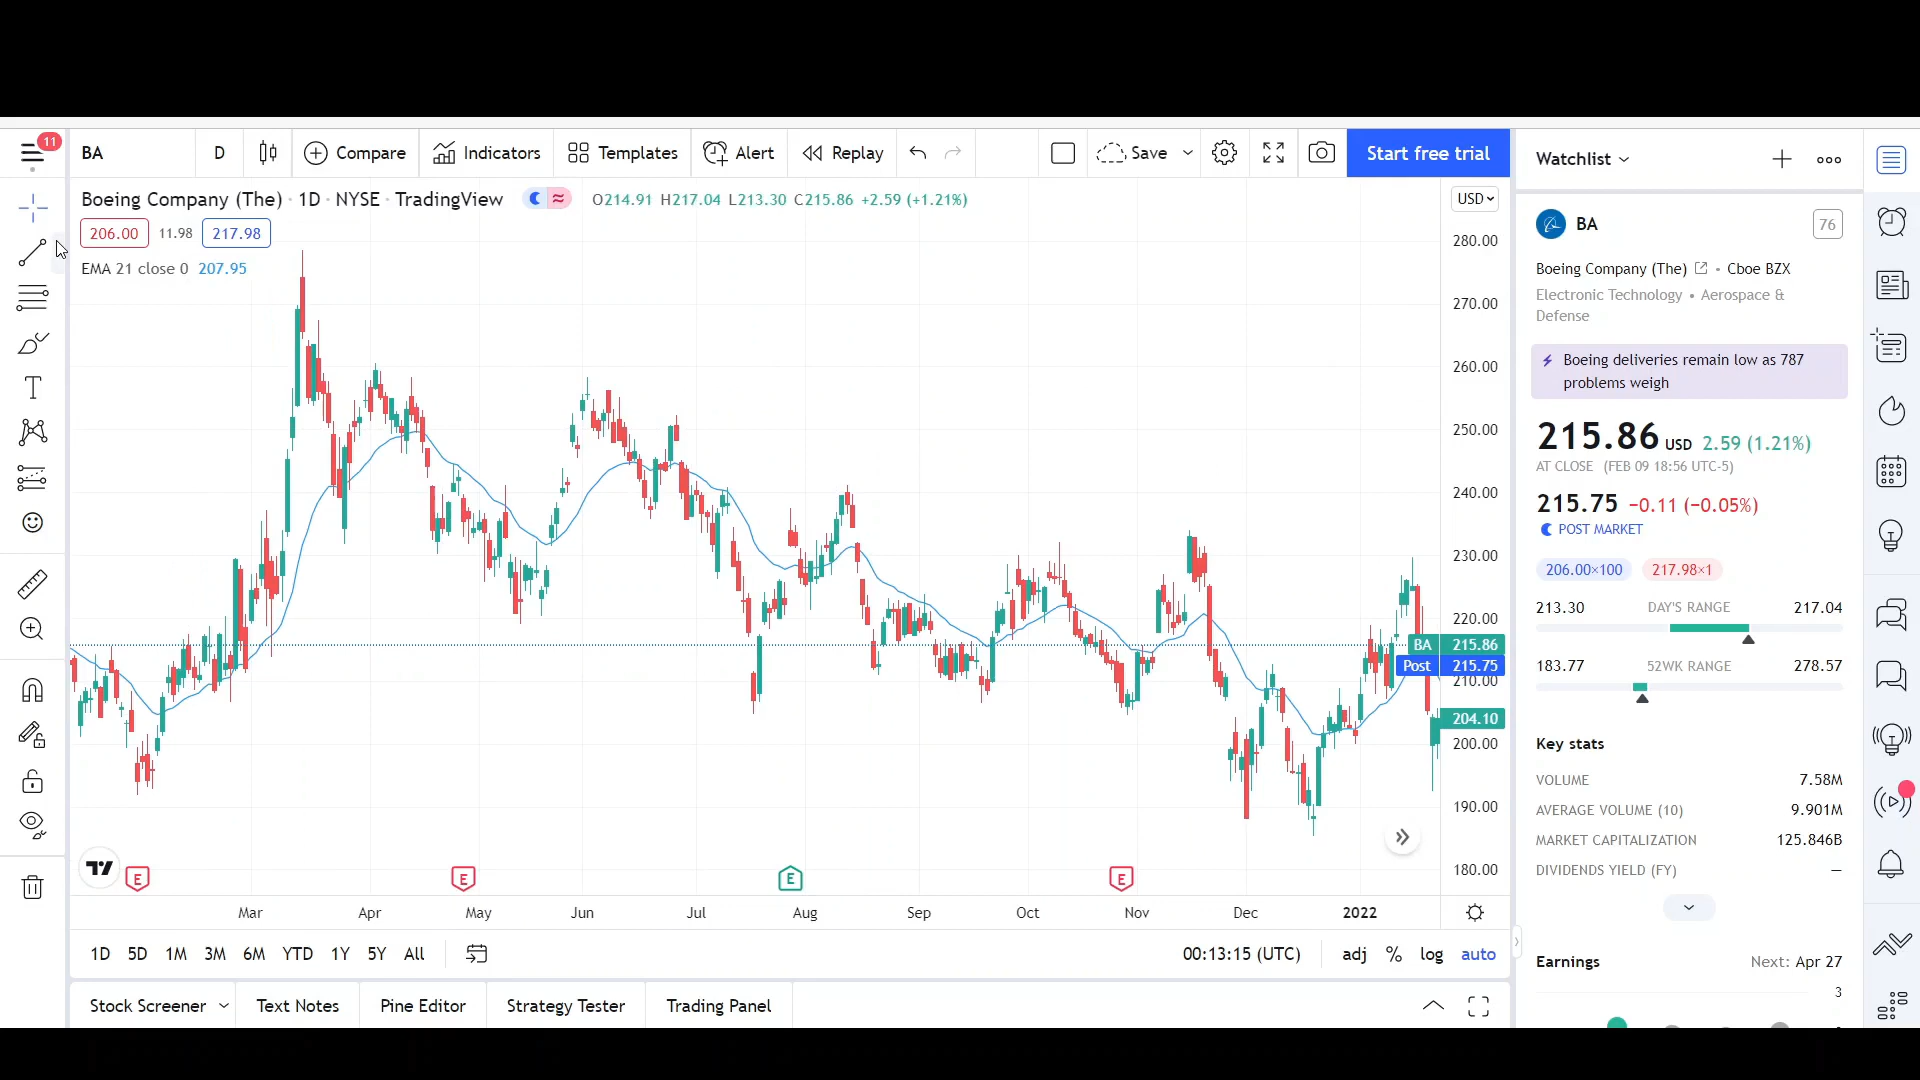 11
BA
D
Compare
Indicators
Templates
Alert
Replay
Save
Start free trial
Boeing Company (The) · 1D · NYSE · TradingView
O214.91 H217.04 L213.30 C215.86 +2.59 (+1.21%)
206.00 11.98 217.98
EMA 21 close 0 207.95
USD
280.00
270.00
260.00
250.00
240.00
230.00
220.00
BA 215.86
Post 215.75
210.00
204.10
200.00
190.00
180.00
E E E E
Mar Apr May Jun Jul Aug Sep Oct Nov Dec 2022
1D 5D 1M 3M 6M YTD 1Y 5Y All
00:13:15 (UTC) adj % log auto
Stock Screener Text Notes Pine Editor Strategy Tester Trading Panel
Watchlist
BA 76
Boeing Company (The) • Cboe BZX
Electronic Technology • Aerospace &
Defense
Boeing deliveries remain low as 787
problems weigh
215.86 USD 2.59 (1.21%)
AT CLOSE (FEB 09 18:56 UTC-5)
215.75 −0.11 (−0.05%)
POST MARKET
206.00×100 217.98×1
213.30 DAY'S RANGE 217.04
183.77 52WK RANGE 278.57
Key stats
VOLUME 7.58M
AVERAGE VOLUME (10) 9.901M
MARKET CAPITALIZATION 125.846B
DIVIDENDS YIELD (FY) —
Earnings Next: Apr 27
3